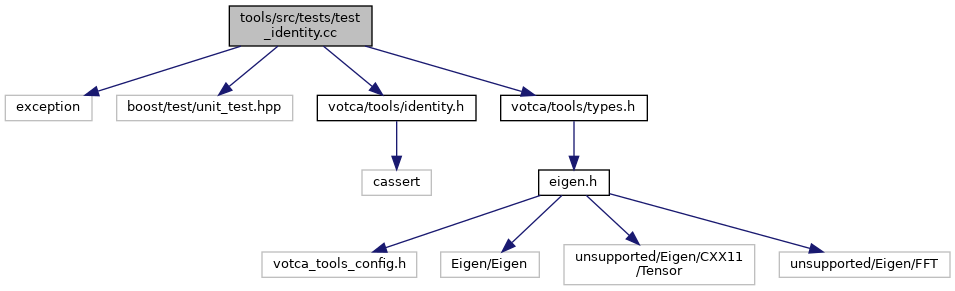 tools/src/tests/test
_identity.cc
exception
boost/test/unit_test.hpp
votca/tools/identity.h
votca/tools/types.h
cassert
eigen.h
votca_tools_config.h
Eigen/Eigen
unsupported/Eigen/CXX11
/Tensor
unsupported/Eigen/FFT